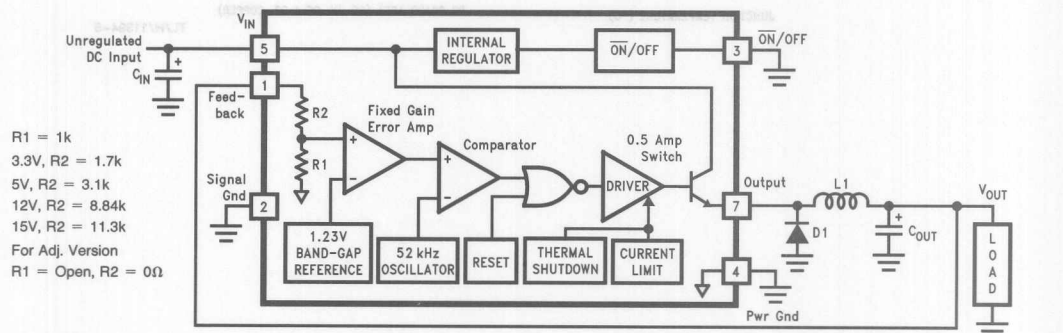 V_IN
Unregulated
DC Input
C_IN
+
5
INTERNAL
REGULATOR
ON/OFF
3
ON/OFF
1
Feed-
back
R2
R1
Fixed Gain
Error Amp
+
−
Comparator
+
−
0.5 Amp
Switch
DRIVER
R1 = 1k
3.3V, R2 = 1.7k
5V, R2 = 3.1k
12V, R2 = 8.84k
15V, R2 = 11.3k
For Adj. Version
R1 = Open, R2 = 0Ω
Signal
Gnd
2
1.23V
BAND-GAP
REFERENCE
52 kHz
OSCILLATOR
RESET
THERMAL
SHUTDOWN
CURRENT
LIMIT
Output
7
L1
D1
+
C_OUT
V_OUT
LOAD
4
Pwr Gnd